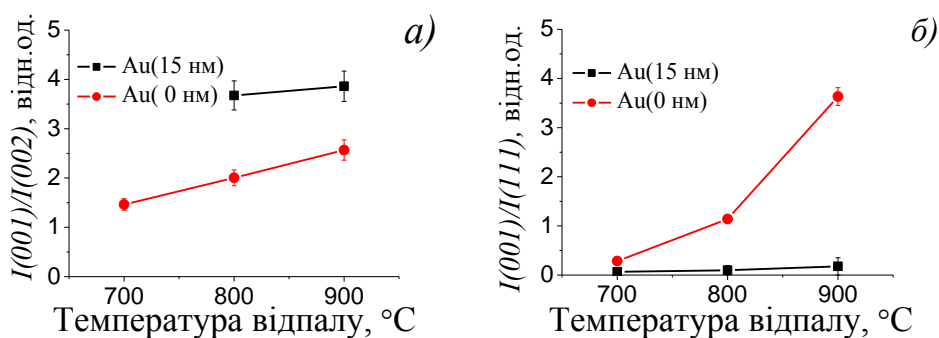 а)
Au(15 нм)
Au( 0 нм)
I(001)/I(002), відн.од.
5
4
3
2
1
0
700 800 900
Температура відпалу, °C
б)
Au(15 нм)
Au(0 нм)
I(001)/I(111), відн.од.
5
4
3
2
1
0
700 800 900
Температура відпалу, °C